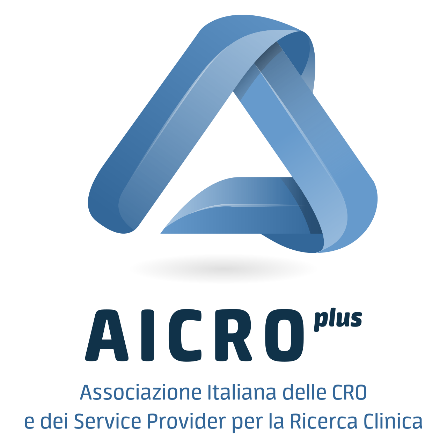 AICRO plus
Associazione Italiana delle CRO
e dei Service Provider per la Ricerca Clinica